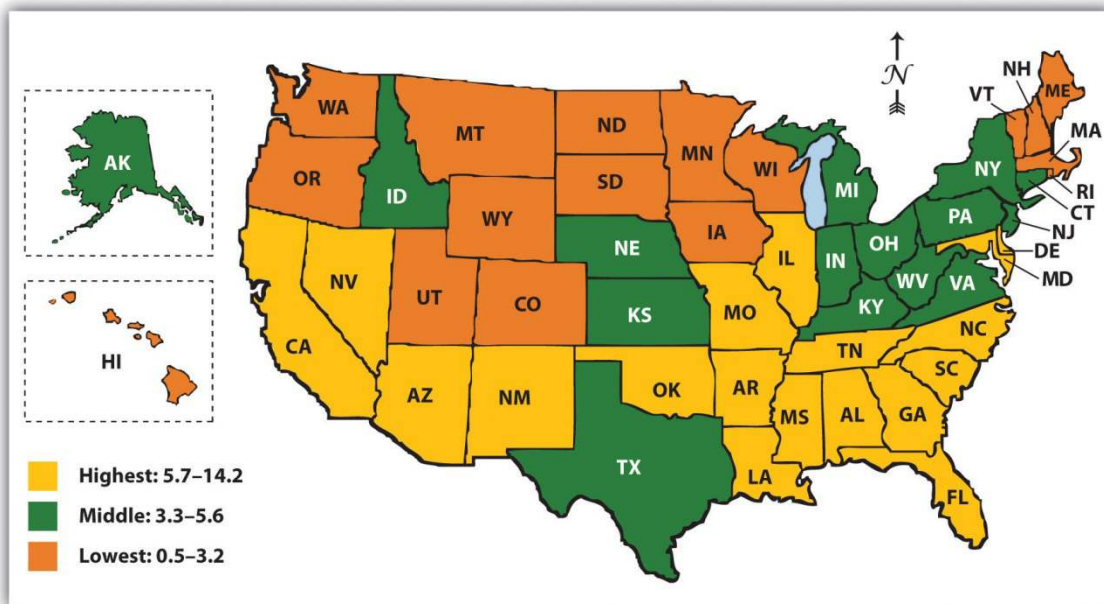 N
NH
VT
ME
WA
MT
ND
MN
MA
AK
OR
ID
SD
WI
MI
NY
RI
WY
CT
PA
NJ
IA
NE
OH
DE
NV
IL
IN
MD
UT
CO
WV
VA
KS
MO
KY
CA
NC
HI
TN
SC
AZ
NM
OK
AR
MS
AL
GA
TX
LA
FL
Highest: 5.7–14.2
Middle: 3.3–5.6
Lowest: 0.5–3.2